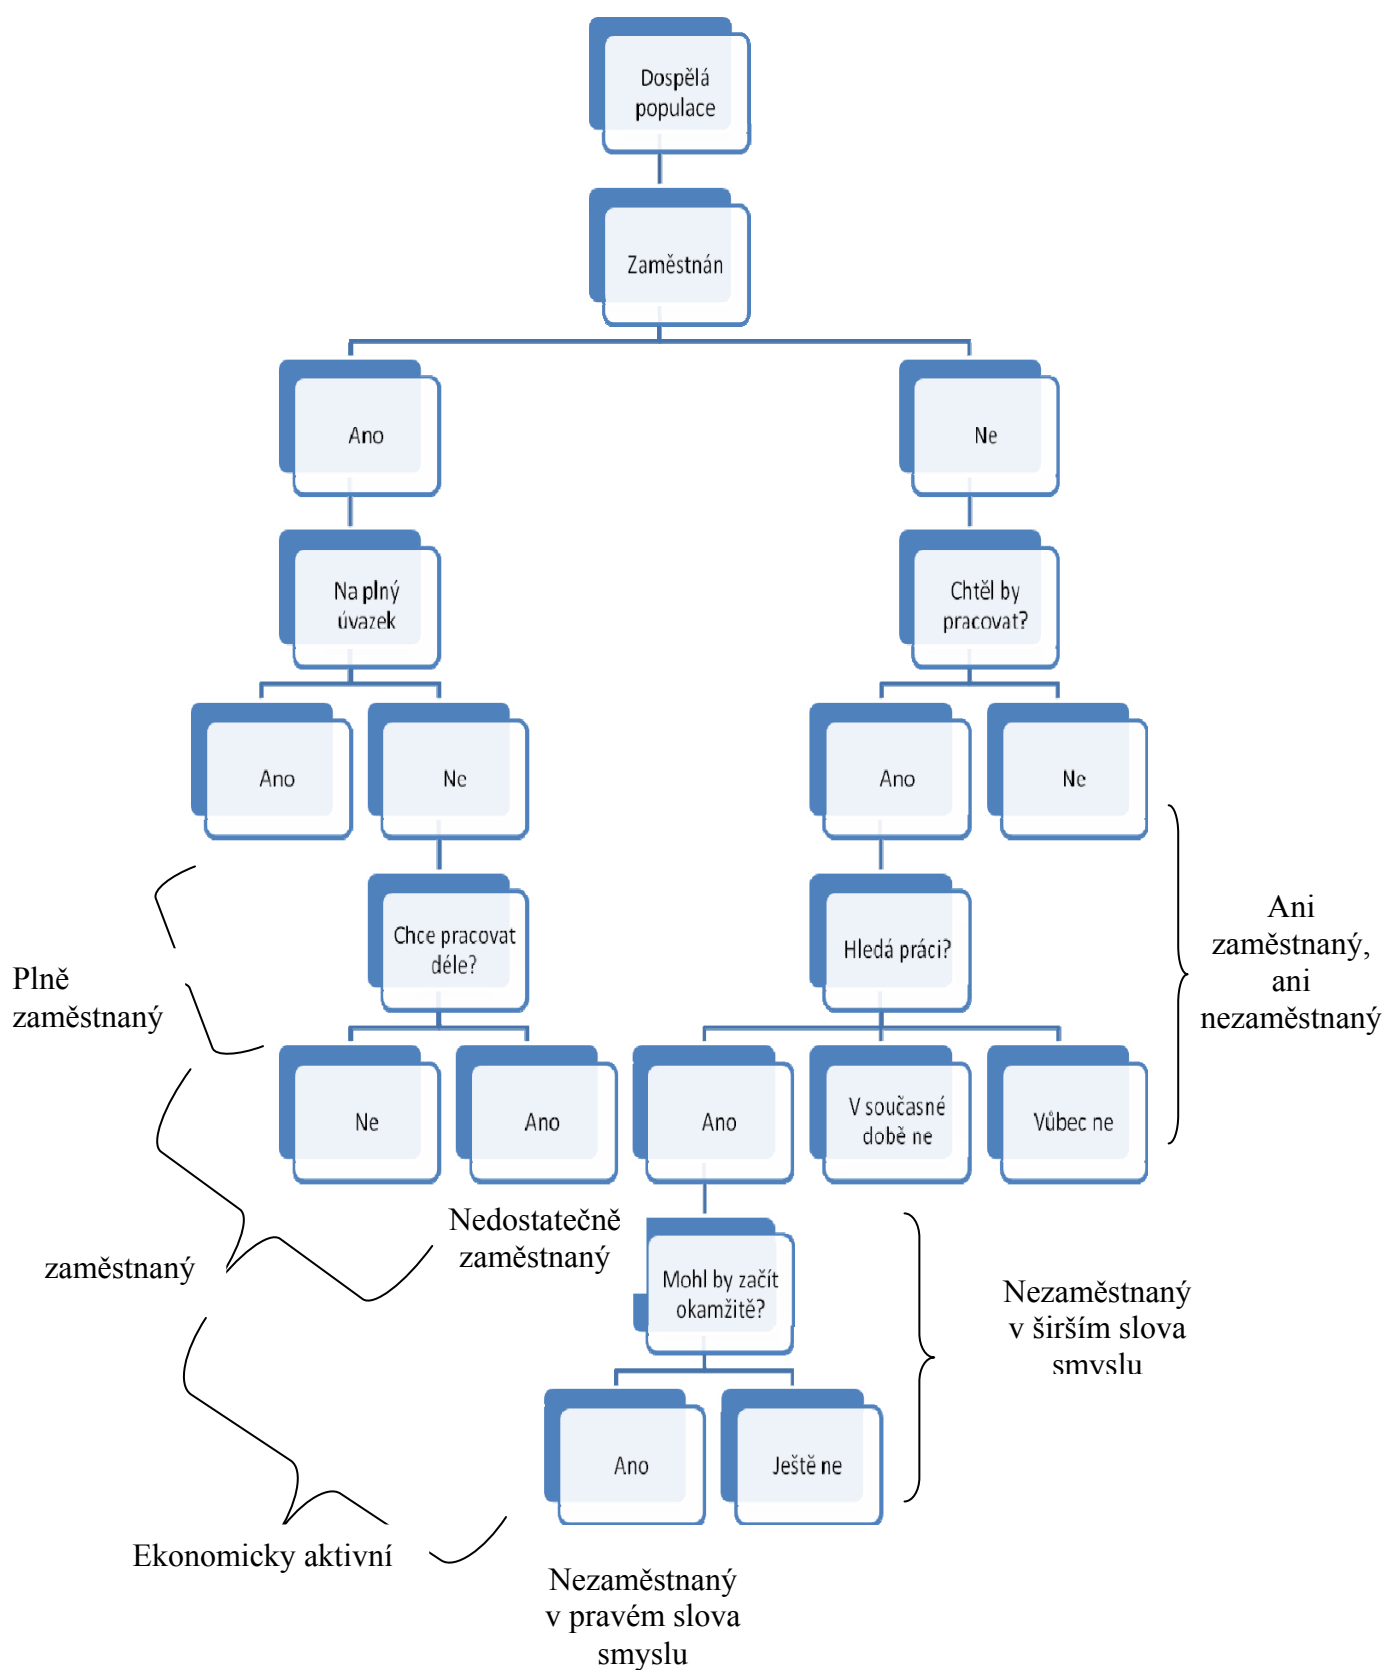 Dospělá
populace
Zaměstnán
Ano
Ne
Na plný
úvazek
Chtěl by
pracovat?
Ano
Ne
Ano
Ne
Chce pracovat
déle?
Hledá práci?
Ani
zaměstnaný,
ani
nezaměstnaný
Plně
zaměstnaný
Ne
Ano
Ano
V současné
době ne
Vůbec ne
Nedostatečně
zaměstnaný
zaměstnaný
Mohl by začít
okamžitě?
Nezaměstnaný
v širším slova
smyslu
Ano
Ještě ne
Ekonomicky aktivní
Nezaměstnaný
v pravém slova
smyslu